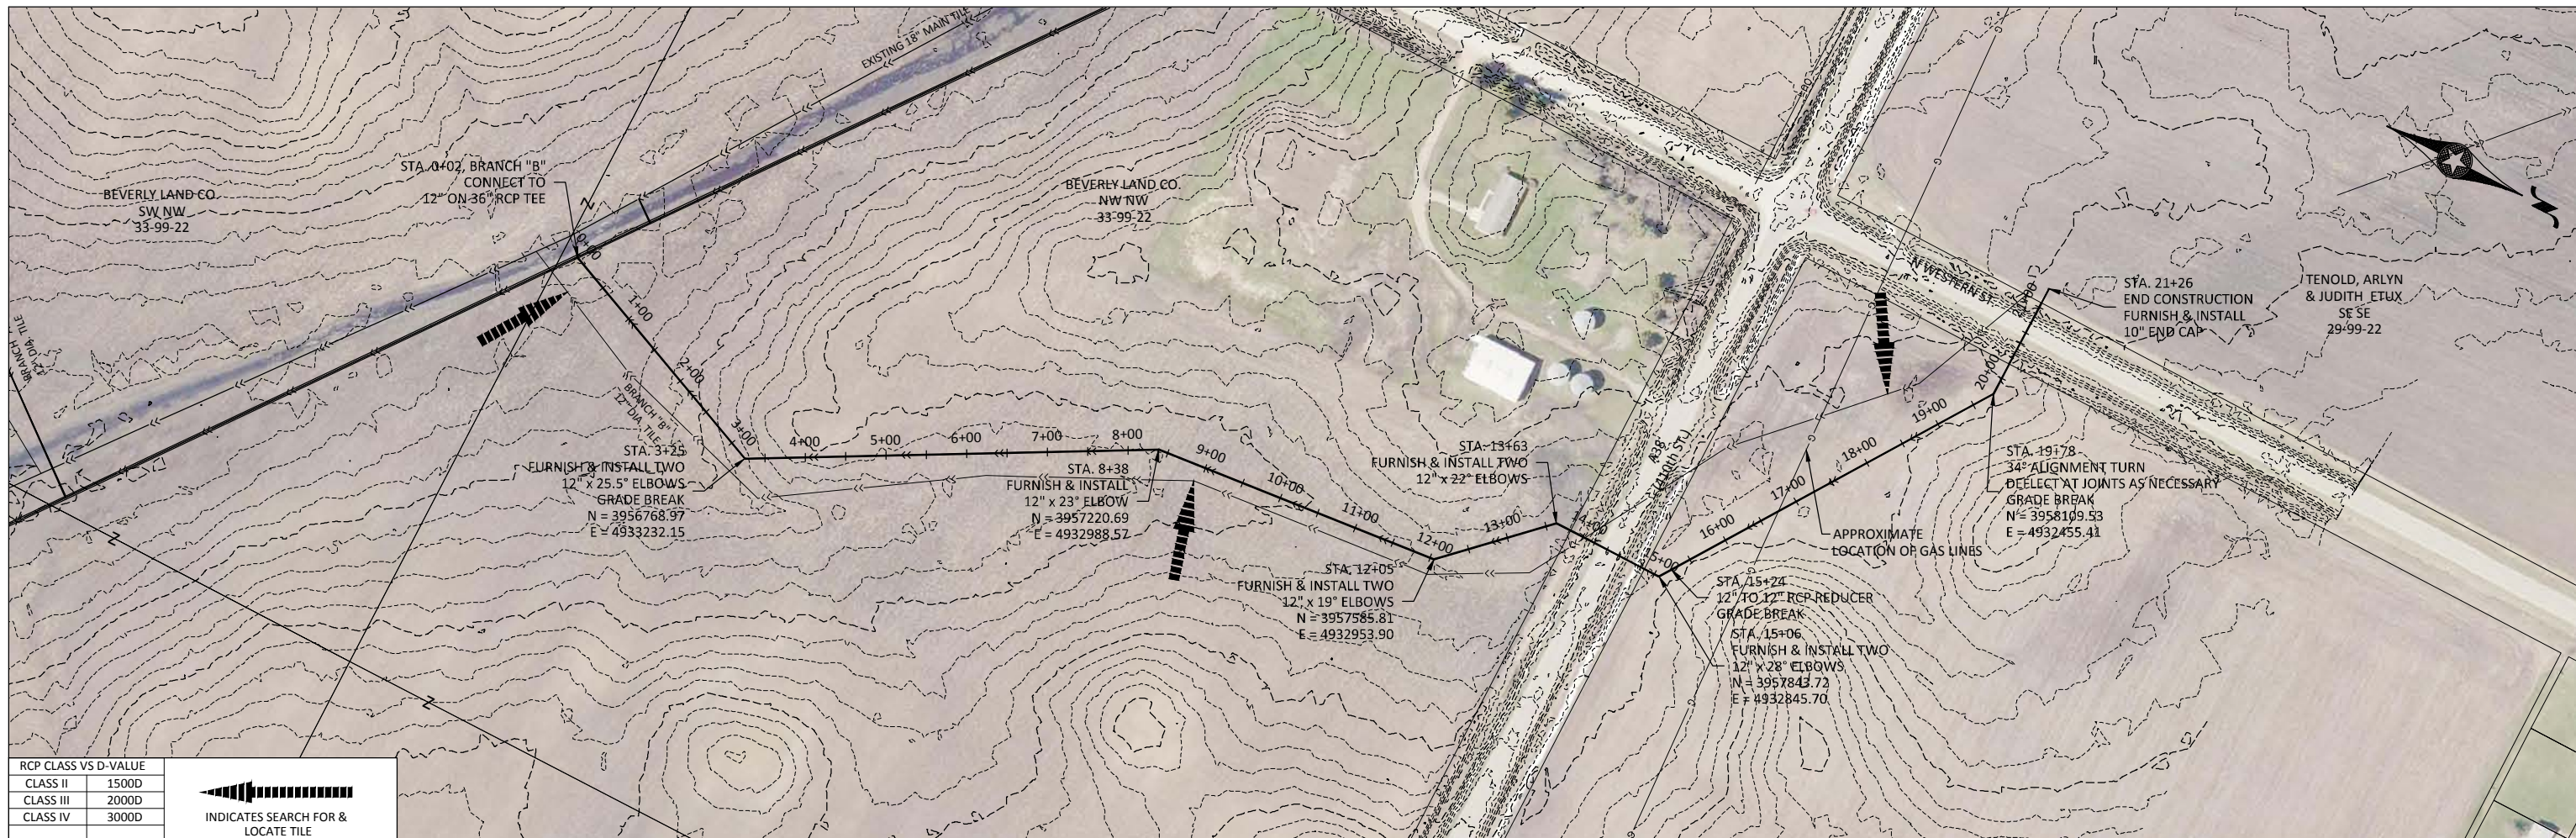 EXISTING 18" MAIN TILE
STA. 0+02, BRANCH "B"
CONNECT TO
12" ON 36" RCP TEE
BEVERLY LAND CO.
SW NW
33-99-22
BEVERLY LAND CO.
NW NW
33-99-22
N WESTERN ST.
STA. 21+26
END CONSTRUCTION
FURNISH & INSTALL
10" END CAP
TENOLD, ARLYN
& JUDITH ETUX
SE SE
29-99-22
BRANCH
12" DIA. TILE
0+00
1+00
2+00
3+00
4+00
5+00
6+00
7+00
8+00
9+00
10+00
11+00
12+00
13+00
14+00
15+00
16+00
17+00
18+00
19+00
20+00
21+00
BRANCH "B"
12" DIA. TILE
STA. 3+25
FURNISH & INSTALL TWO
12" x 25.5° ELBOWS
GRADE BREAK
N = 3956768.97
E = 4933232.15
STA. 8+38
FURNISH & INSTALL
12" x 23° ELBOW
N = 3957220.69
E = 4932988.57
STA. 13+63
FURNISH & INSTALL TWO
12" x 22° ELBOWS
A38
(440th ST.)
STA. 19+78
34° ALIGNMENT TURN
DEFLECT AT JOINTS AS NECESSARY
GRADE BREAK
N = 3958109.53
E = 4932455.41
APPROXIMATE
LOCATION OF GAS LINES
STA. 12+05
FURNISH & INSTALL TWO
12" x 19° ELBOWS
N = 3957585.81
E = 4932953.90
STA. 15+24
12" TO 12" RCP REDUCER
GRADE BREAK
STA. 15+06
FURNISH & INSTALL TWO
12" x 28° ELBOWS
N = 3957843.72
E = 4932845.70
RCP CLASS VS D-VALUE
CLASS II 1500D
CLASS III 2000D
CLASS IV 3000D
INDICATES SEARCH FOR &
LOCATE TILE